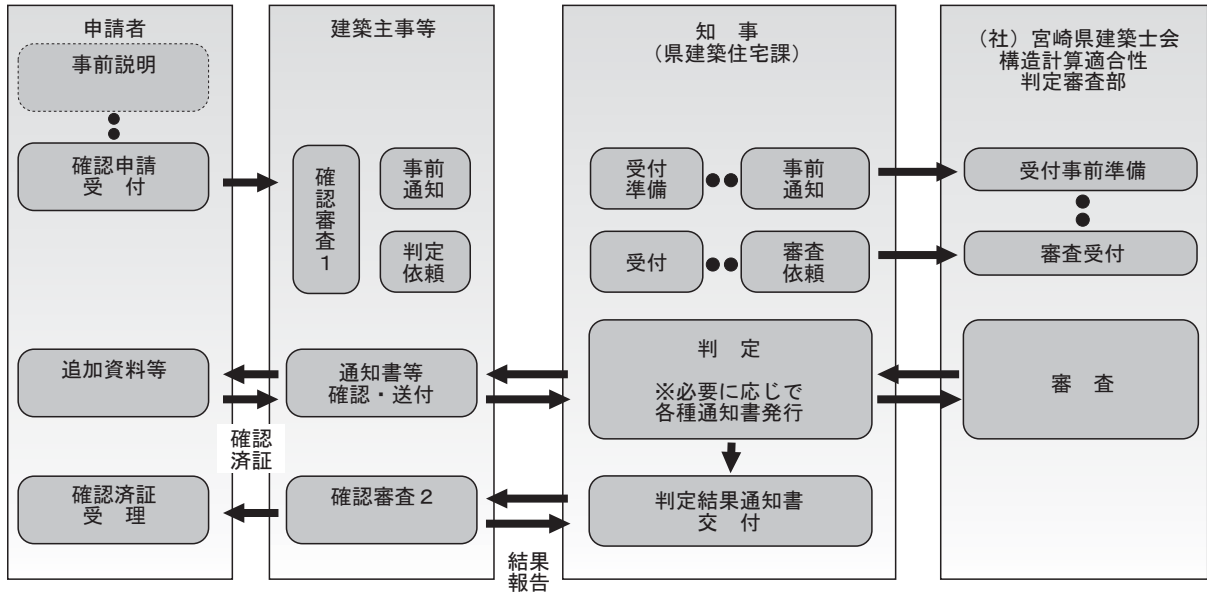 申請者
事前説明
確認申請
受 付
追加資料等
確認済証
受 理
確認
済証
建築主事等
確認審査1
事前
通知
判定
依頼
通知書等
確認・送付
確認審査2
結果
報告
知 事
（県建築住宅課）
受付
準備
事前
通知
受付
審査
依頼
判 定
※必要に応じで
各種通知書発行
判定結果通知書
交 付
（社）宮崎県建築士会
構造計算適合性
判定審査部
受付事前準備
審査受付
審 査